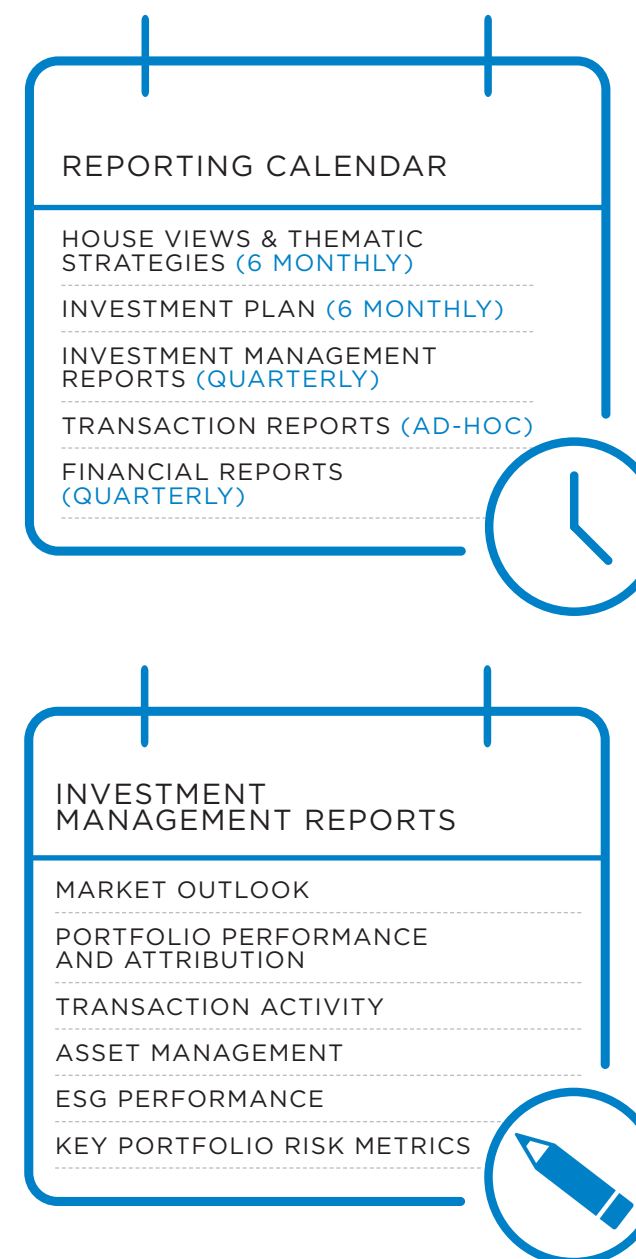 REPORTING CALENDAR
HOUSE VIEWS & THEMATIC
STRATEGIES (6 MONTHLY)
INVESTMENT PLAN (6 MONTHLY)
INVESTMENT MANAGEMENT
REPORTS (QUARTERLY)
TRANSACTION REPORTS (AD-HOC)
FINANCIAL REPORTS
(QUARTERLY)
INVESTMENT
MANAGEMENT REPORTS
MARKET OUTLOOK
PORTFOLIO PERFORMANCE
AND ATTRIBUTION
TRANSACTION ACTIVITY
ASSET MANAGEMENT
ESG PERFORMANCE
KEY PORTFOLIO RISK METRICS